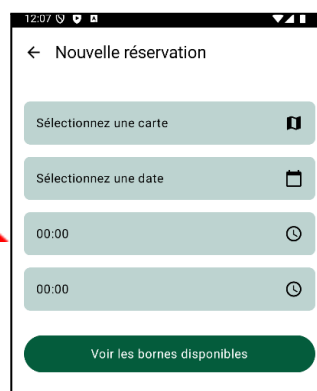 12:07
← Nouvelle réservation
Sélectionnez une carte
Sélectionnez une date
00:00
00:00
Voir les bornes disponibles